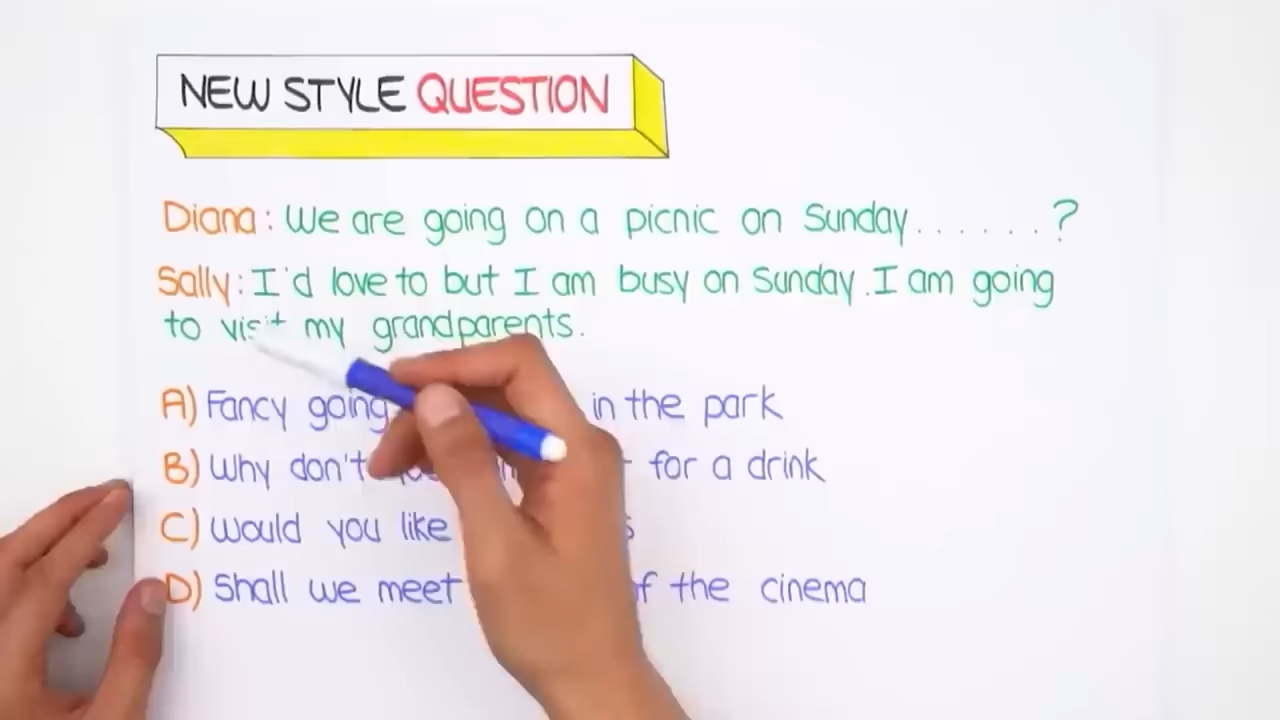 NEW STYLE QUESTION
Diana: We are going on a picnic on Sunday.......?
Sally: I'd love to but I am busy on Sunday. I am going
to visit my grandparents.
A) Fancy going in the park
B) Why don't for a drink
C) Would you like
D) Shall we meet of the cinema